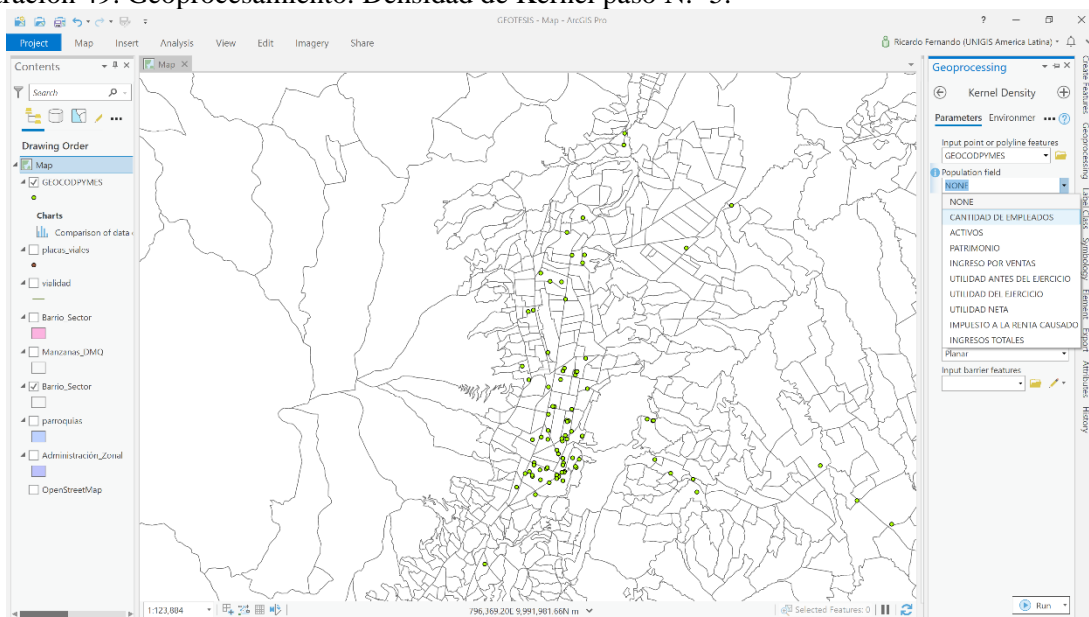 ración 49. Geoprocesamiento: Densidad de Kernel paso N.° 3.
GEOTESIS - Map - ArcGIS Pro
?
Project Map Insert Analysis View Edit Imagery Share
Ricardo Fernando (UNIGIS America Latina)
Contents
Search
Drawing Order
Map
GEOCODPYMES
Charts
Comparison of data
placas_viales
vialidad
Barrio_Sector
Manzanas_DMQ
Barrio_Sector
parroquias
Administración_Zonal
OpenStreetMap
Map
1:123,884
796,369.20E 9,991,981.66N m
Selected Features: 0
Geoprocessing
Kernel Density
Parameters Environmer
Input point or polyline features
GEOCODPYMES
Population field
NONE
NONE
CANTIDAD DE EMPLEADOS
ACTIVOS
PATRIMONIO
INGRESO POR VENTAS
UTILIDAD ANTES DEL EJERCICIO
UTILIDAD DEL EJERCICIO
UTILIDAD NETA
IMPUESTO A LA RENTA CAUSADO
INGRESOS TOTALES
Planar
Input barrier features
Run
Create Features
Geoprocessing
Label Class
Symbology
Element
Export
Attributes
History